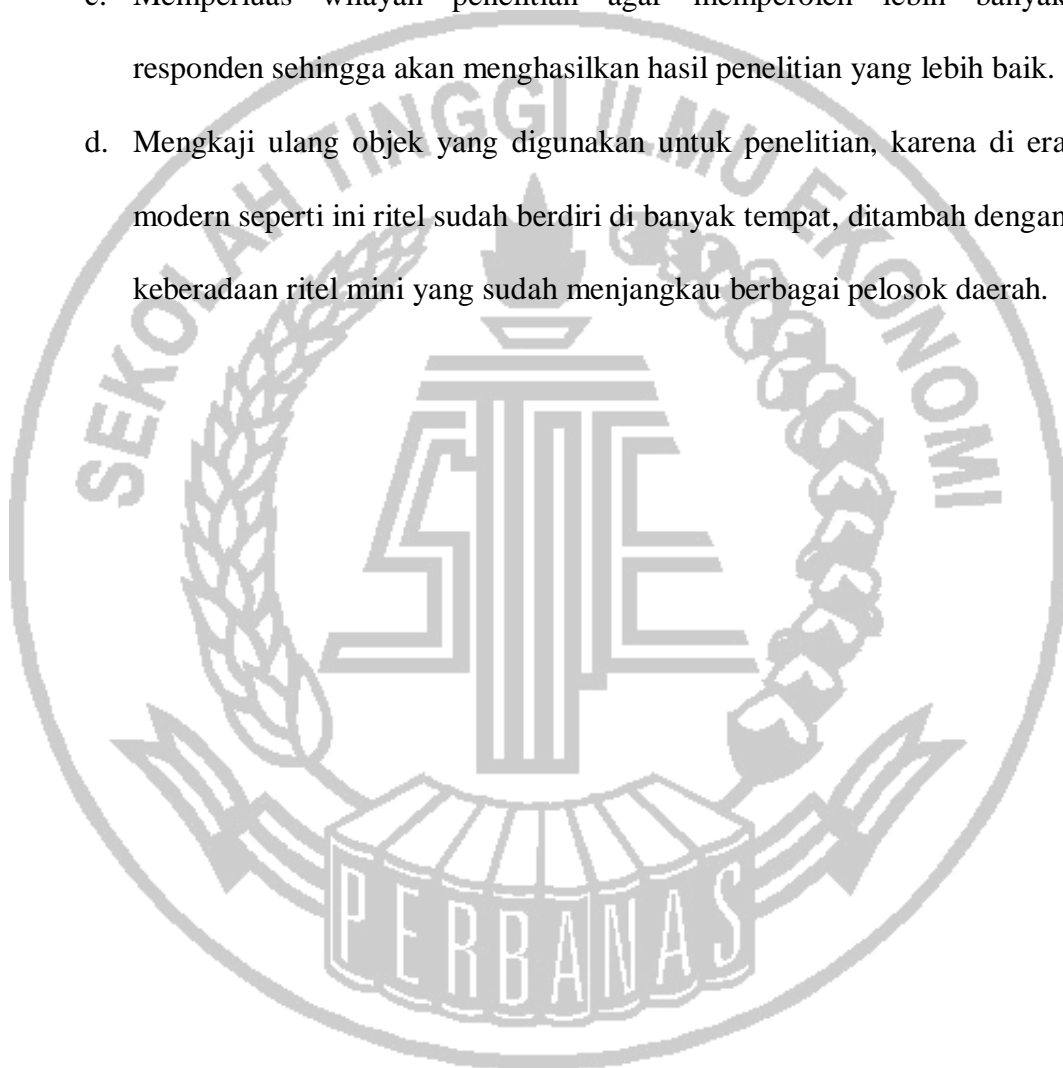 c. Memperluas wilayah penelitian agar memperoleh lebih banyak
responden sehingga akan menghasilkan hasil penelitian yang lebih baik.
d. Mengkaji ulang objek yang digunakan untuk penelitian, karena di era
modern seperti ini ritel sudah berdiri di banyak tempat, ditambah dengan
keberadaan ritel mini yang sudah menjangkau berbagai pelosok daerah.
SEKOLAH TINGGI ILMU EKONOMI
STIE
PERBANAS